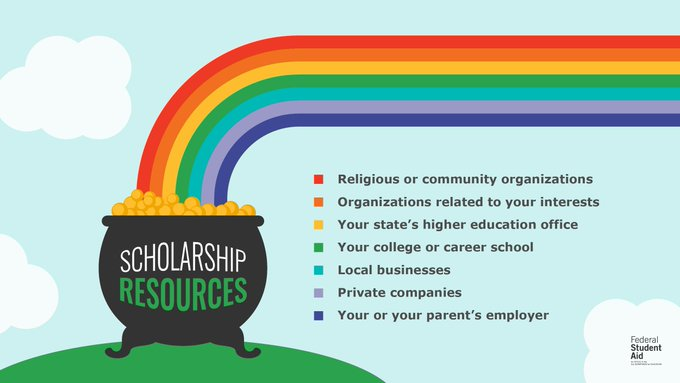 SCHOLARSHIP
RESOURCES
Religious or community organizations
Organizations related to your interests
Your state's higher education office
Your college or career school
Local businesses
Private companies
Your or your parent's employer
Federal
Student
Aid